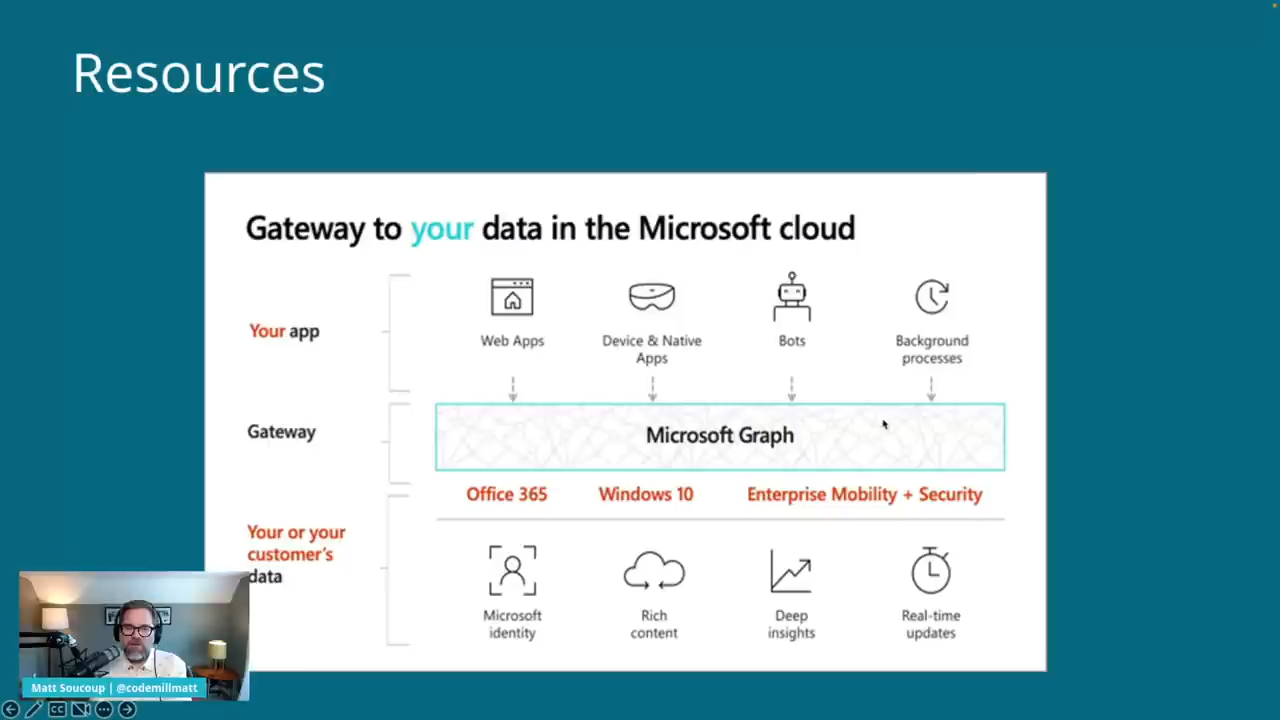 Resources
Gateway to your data in the Microsoft cloud
Your app
Web Apps
Device & Native
Apps
Bots
Background
processes
Gateway
Microsoft Graph
Office 365
Windows 10
Enterprise Mobility + Security
Your or your
customer's
data
Microsoft
identity
Rich
content
Deep
insights
Real-time
updates
Matt Soucoup | @codemillmatt
CC